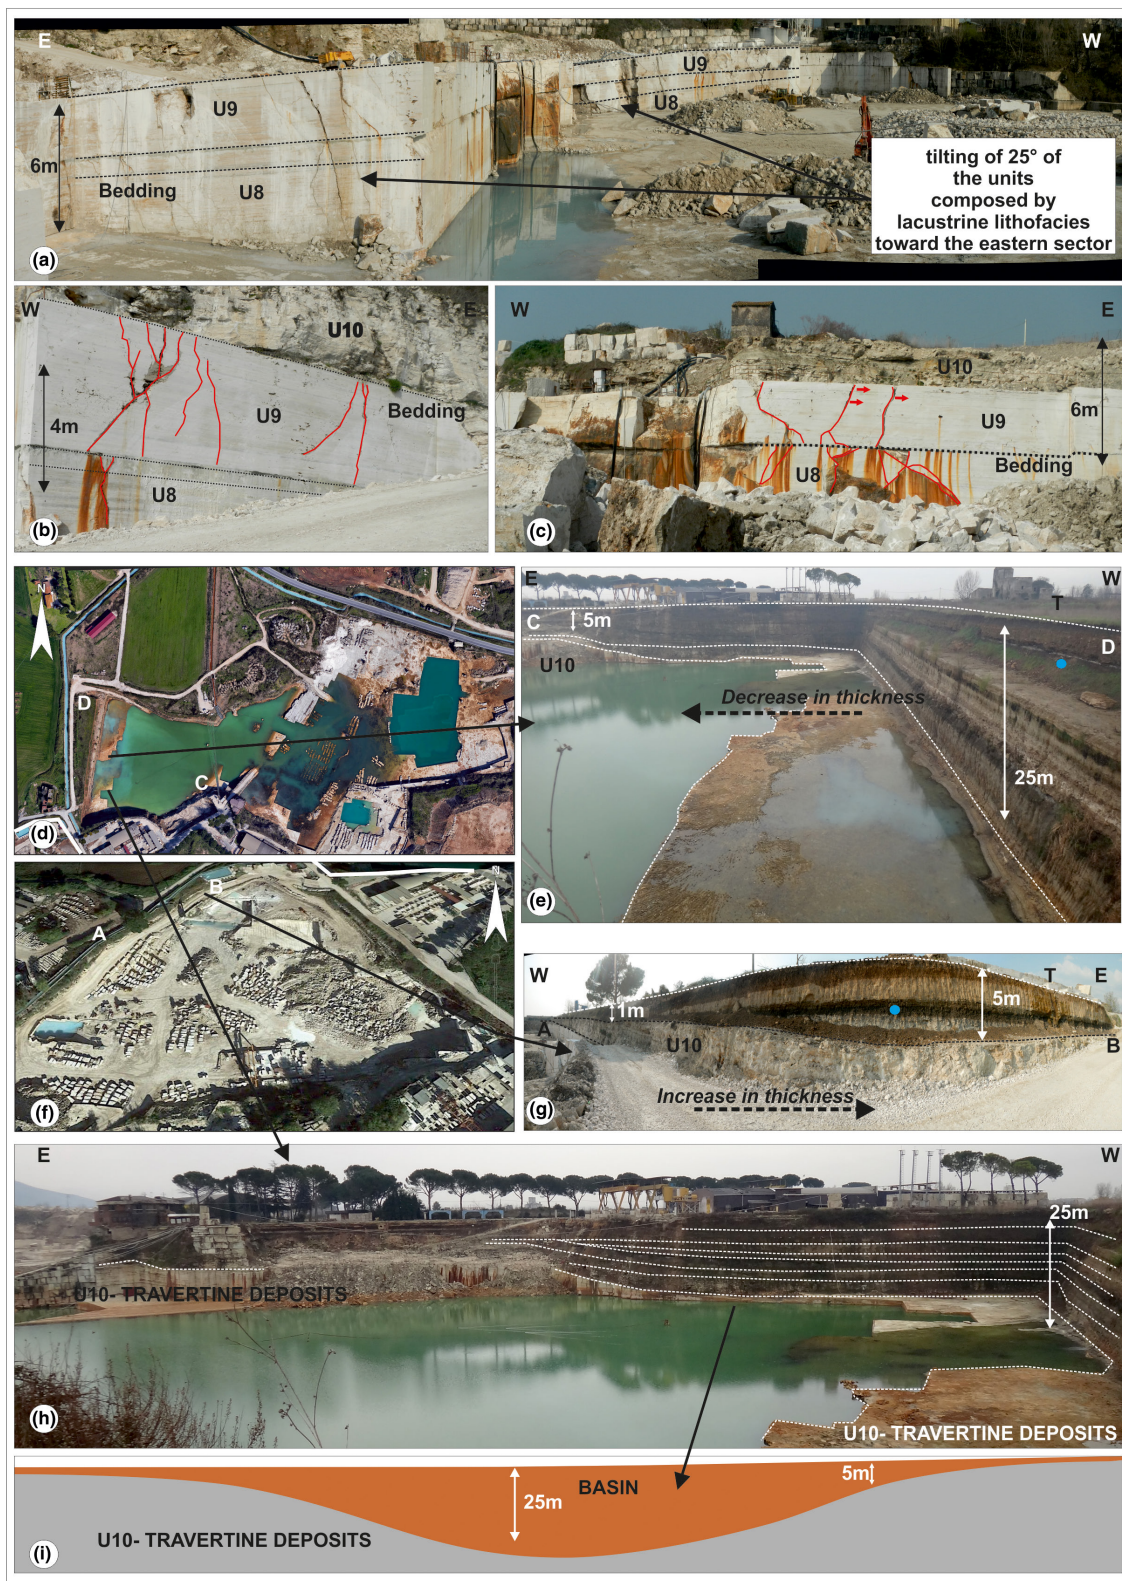 E
W
U9
U9
U8
6m
Bedding
U8
tilting of 25° of
the units
composed by
lacustrine lithofacies
toward the eastern sector
(a)
W
E
U10
U9
Bedding
4m
U8
(b)
W
E
U10
6m
U9
Bedding
U8
(c)
N
D
C
(d)
E
W
T
C
5m
D
U10
Decrease in thickness
25m
(e)
B
N
A
(f)
W
T
E
5m
1m
A
U10
B
Increase in thickness
(g)
E
W
25m
U10- TRAVERTINE DEPOSITS
U10- TRAVERTINE DEPOSITS
(h)
5m
BASIN
25m
U10- TRAVERTINE DEPOSITS
(i)